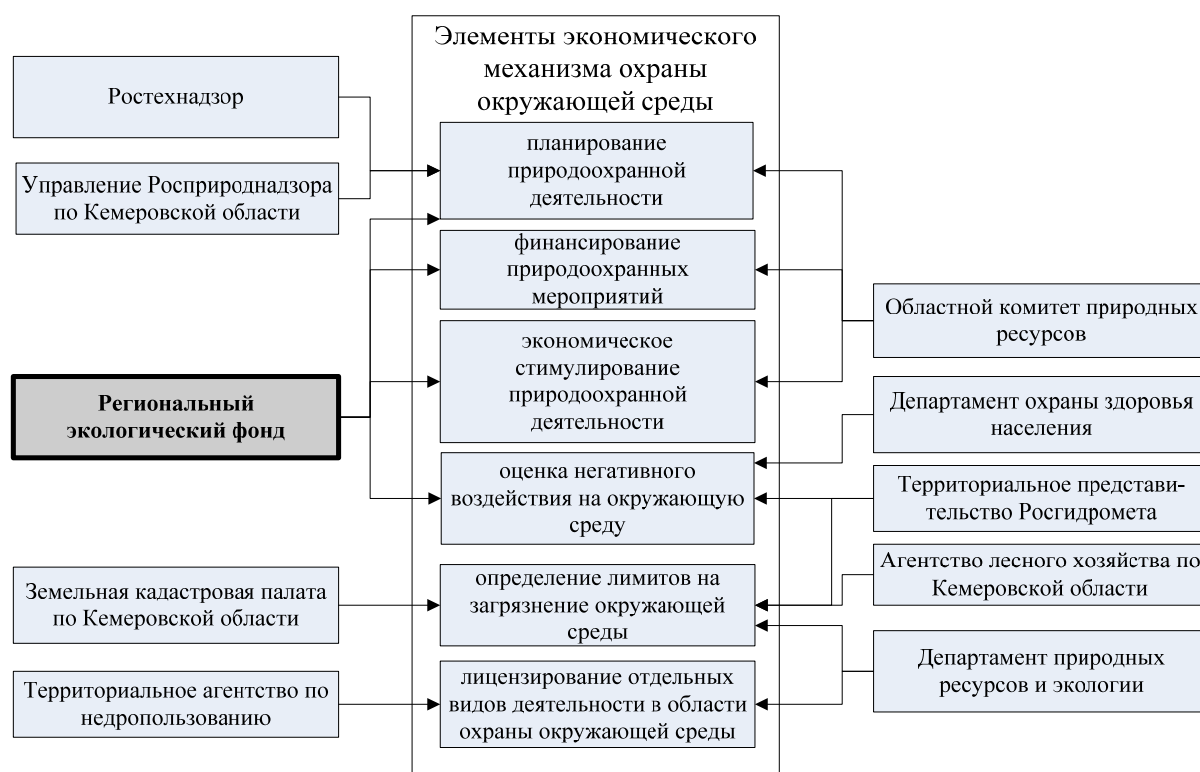 Элементы экономического
механизма охраны
окружающей среды
Ростехнадзор
Управление Росприроднадзора
по Кемеровской области
Региональный
экологический фонд
Земельная кадастровая палата
по Кемеровской области
Территориальное агентство по
недропользованию
планирование
природоохранной
деятельности
финансирование
природоохранных
мероприятий
экономическое
стимулирование
природоохранной
деятельности
оценка негативного
воздействия на окружающую
среду
определение лимитов на
загрязнение окружающей
среды
лицензирование отдельных
видов деятельности в области
охраны окружающей среды
Областной комитет природных
ресурсов
Департамент охраны здоровья
населения
Территориальное представи-
тельство Росгидромета
Агентство лесного хозяйства по
Кемеровской области
Департамент природных
ресурсов и экологии